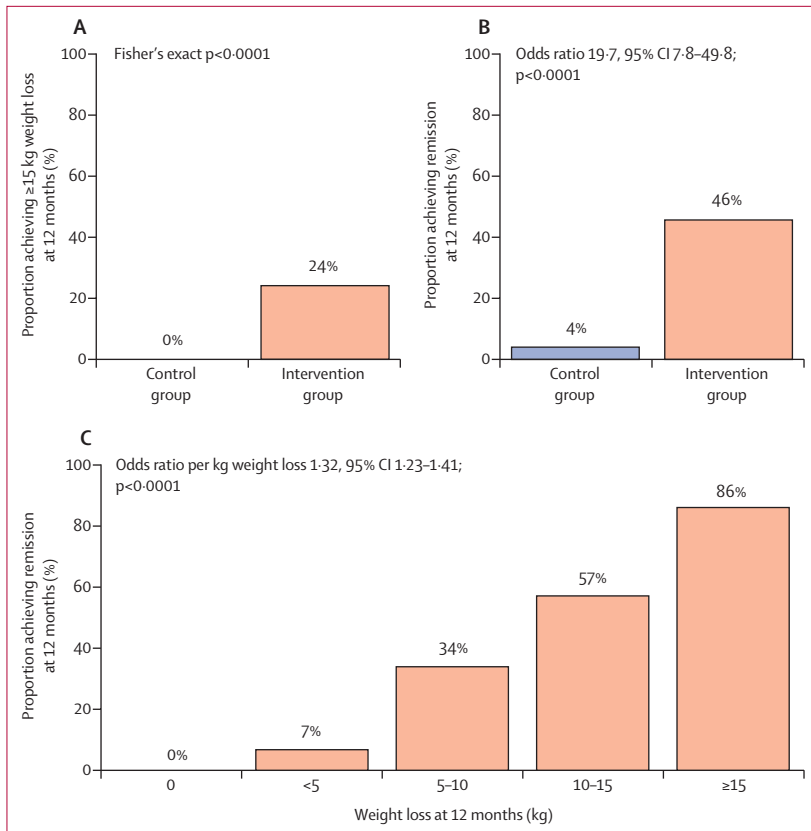 A
Fisher's exact p<0·0001
Proportion achieving ≥15 kg weight loss
at 12 months (%)
100
80
60
40
20
0
0%
24%
Control
group
Intervention
group
B
Odds ratio 19·7, 95% CI 7·8–49·8;
p<0·0001
Proportion achieving remission
at 12 months (%)
100
80
60
40
20
0
4%
46%
Control
group
Intervention
group
C
Odds ratio per kg weight loss 1·32, 95% CI 1·23–1·41;
p<0·0001
Proportion achieving remission
at 12 months (%)
100
80
60
40
20
0
0%
7%
34%
57%
86%
0
<5
5–10
10–15
≥15
Weight loss at 12 months (kg)